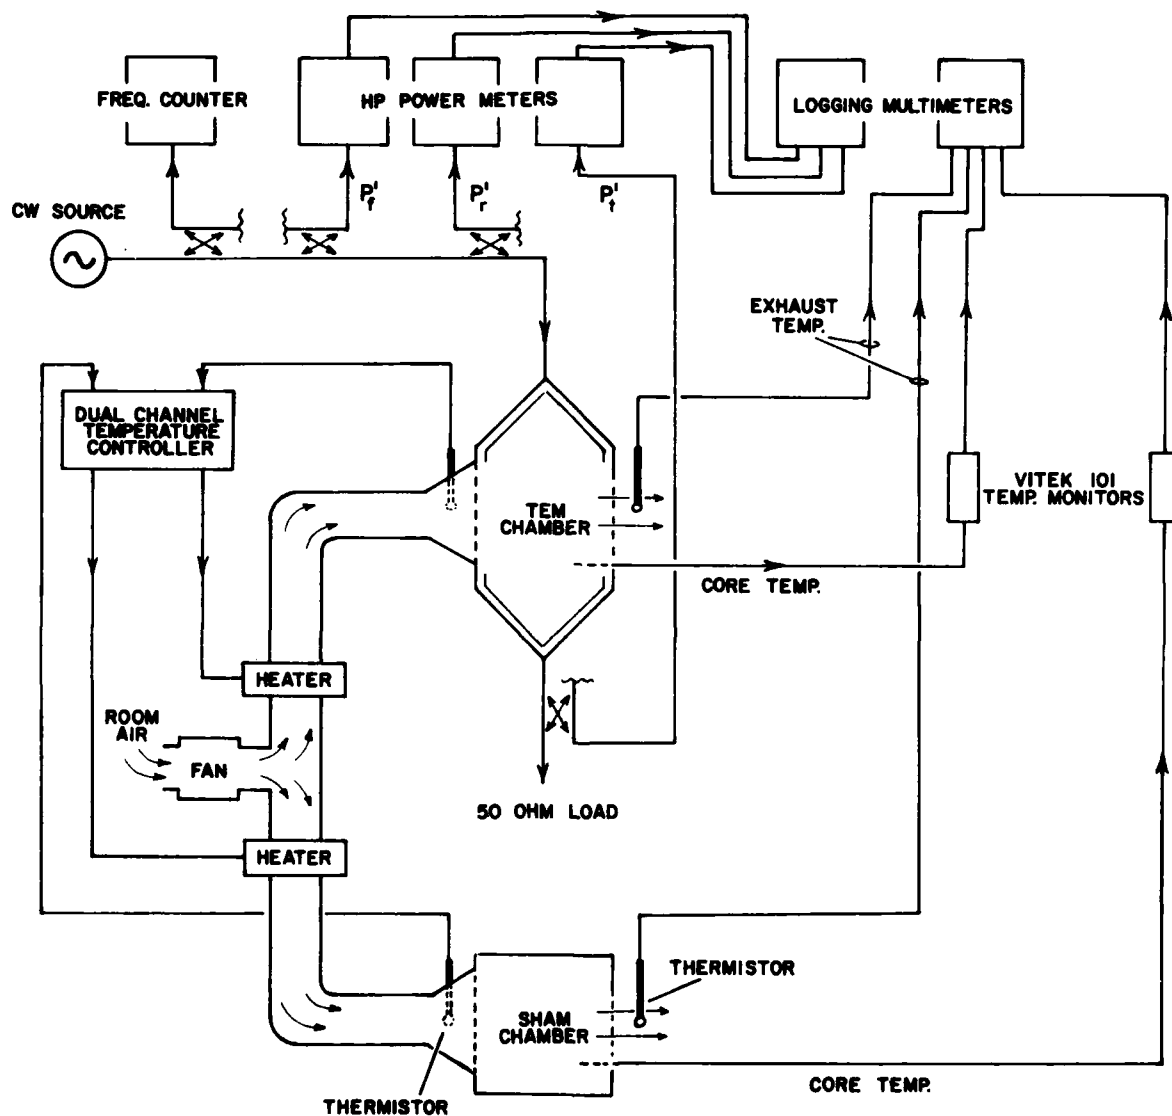 FREQ. COUNTER
HP POWER METERS
LOGGING MULTIMETERS
P'f
P'r
P't
CW SOURCE
EXHAUST
TEMP.
DUAL CHANNEL
TEMPERATURE
CONTROLLER
TEM
CHAMBER
VITEK 101
TEMP. MONITORS
CORE TEMP.
HEATER
ROOM
AIR
FAN
50 OHM LOAD
HEATER
THERMISTOR
SHAM
CHAMBER
CORE TEMP.
THERMISTOR